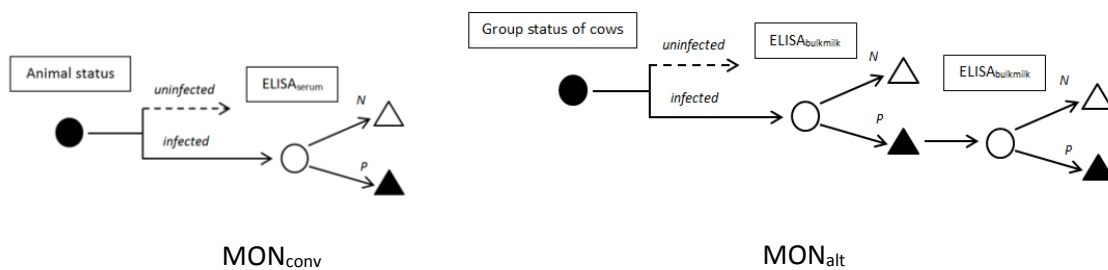 Animal status
uninfected
infected
ELISAserum
N
P
MONconv
Group status of cows
uninfected
infected
ELISAbulkmilk
N
P
ELISAbulkmilk
N
P
MONalt